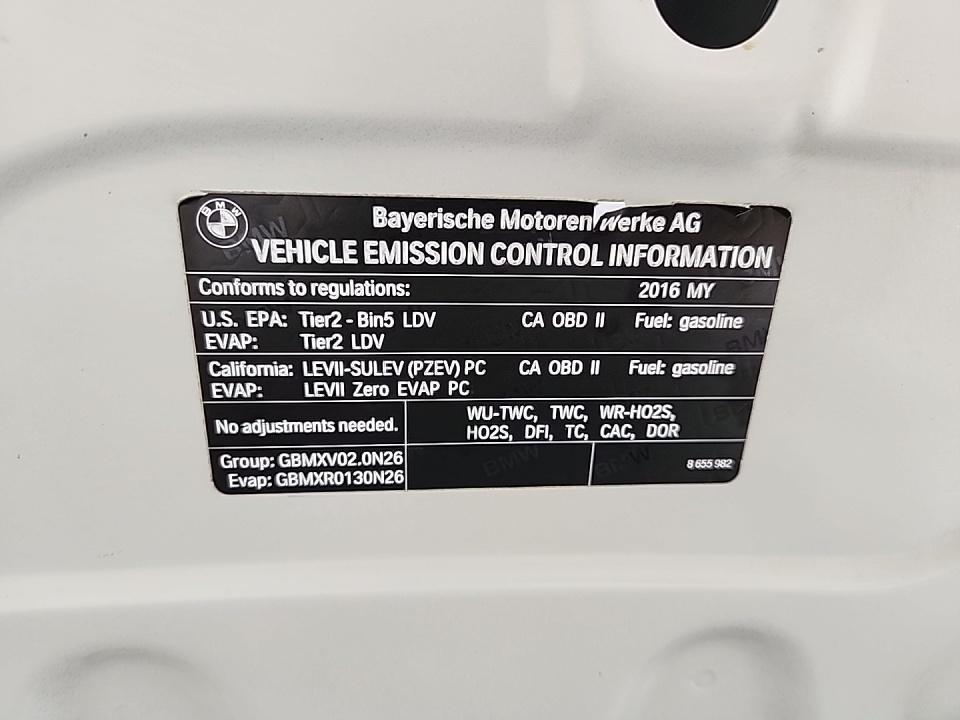 BMW
Bayerische Motoren Werke AG
VEHICLE EMISSION CONTROL INFORMATION
Conforms to regulations: 2016 MY
U.S. EPA: Tier2 - Bin5 LDV CA OBD II Fuel: gasoline
EVAP: Tier2 LDV
California: LEVII-SULEV (PZEV) PC CA OBD II Fuel: gasoline
EVAP: LEVII Zero EVAP PC
No adjustments needed.
WU-TWC, TWC, WR-HO2S,
HO2S, DFI, TC, CAC, DOR
Group: GBMXV02.0N26
Evap: GBMXR0130N26
8 655 982